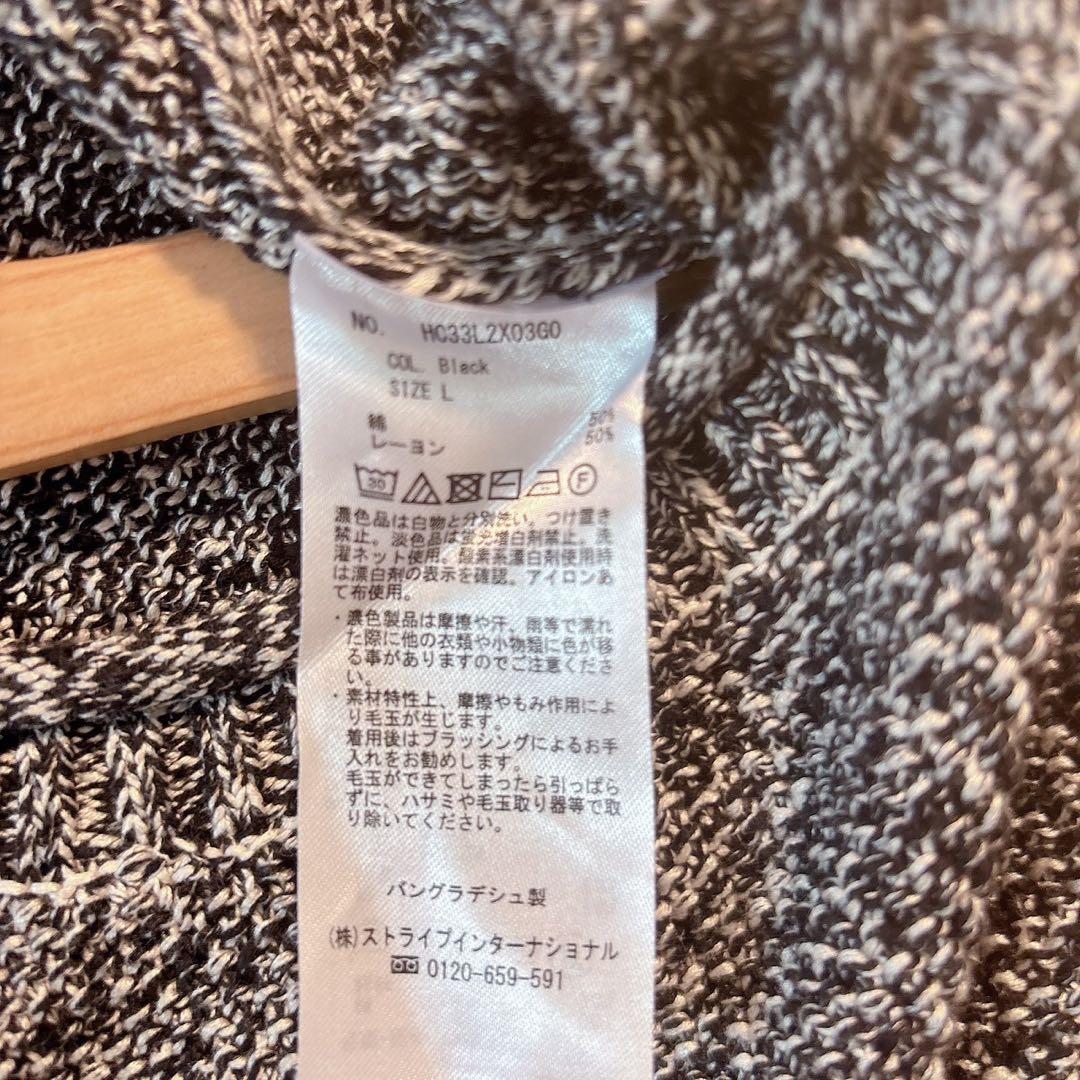 NO. HC33L2X03G0
COL. Black
SIZE L
綿 50%
レーヨン 50%
30 F
濃色品は白物と分別洗い。つけ置き
禁止。淡色品は蛍光増白剤禁止。洗
濯ネット使用。酸素系漂白剤使用時
は漂白剤の表示を確認。アイロンあ
て布使用。
・濃色製品は摩擦や汗、雨等で濡れ
た際に他の衣類や小物類に色が移
る事がありますのでご注意くださ
い。
・素材特性上、摩擦やもみ作用によ
り毛玉が生じます。
着用後はブラッシングによるお手
入れをお勧めします。
毛玉ができてしまったら引っぱら
ずに、ハサミや毛玉取り器等で取
り除いてください。
バングラデシュ製
(株)ストライプインターナショナル
0120-659-591